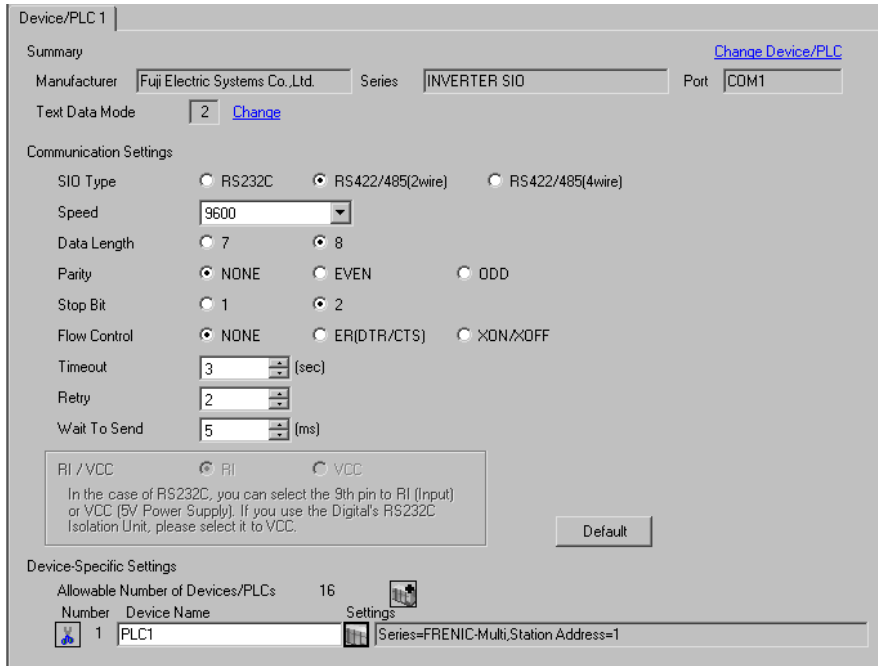 Device/PLC 1
Summary
Change Device/PLC
Manufacturer Fuji Electric Systems Co.,Ltd. Series INVERTER SIO Port COM1
Text Data Mode 2 Change
Communication Settings
SIO Type RS232C RS422/485(2wire) RS422/485(4wire)
Speed 9600
Data Length 7 8
Parity NONE EVEN ODD
Stop Bit 1 2
Flow Control NONE ER(DTR/CTS) XON/XOFF
Timeout 3 (sec)
Retry 2
Wait To Send 5 (ms)
RI / VCC RI VCC
In the case of RS232C, you can select the 9th pin to RI (Input)
or VCC (5V Power Supply). If you use the Digital's RS232C
Isolation Unit, please select it to VCC.
Default
Device-Specific Settings
Allowable Number of Devices/PLCs 16
Number Device Name Settings
1 PLC1 Series=FRENIC-Multi,Station Address=1